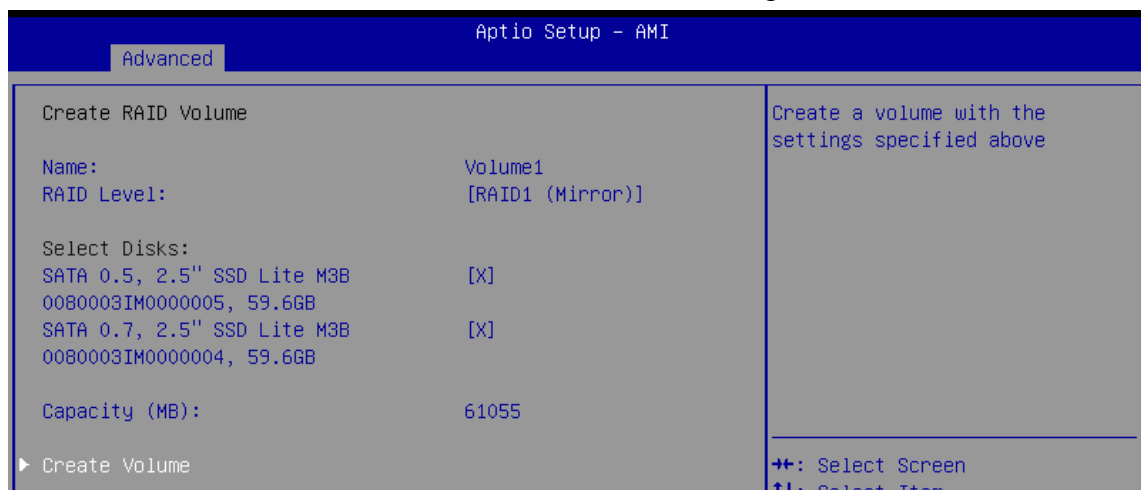 Aptio Setup – AMI
Advanced
Create RAID Volume
Name: Volume1
RAID Level: [RAID1 (Mirror)]
Select Disks:
SATA 0.5, 2.5" SSD Lite M3B [X]
0080003IM0000005, 59.6GB
SATA 0.7, 2.5" SSD Lite M3B [X]
0080003IM0000004, 59.6GB
Capacity (MB): 61055
Create Volume
Create a volume with the
settings specified above
→←: Select Screen
↑↓: Select Item